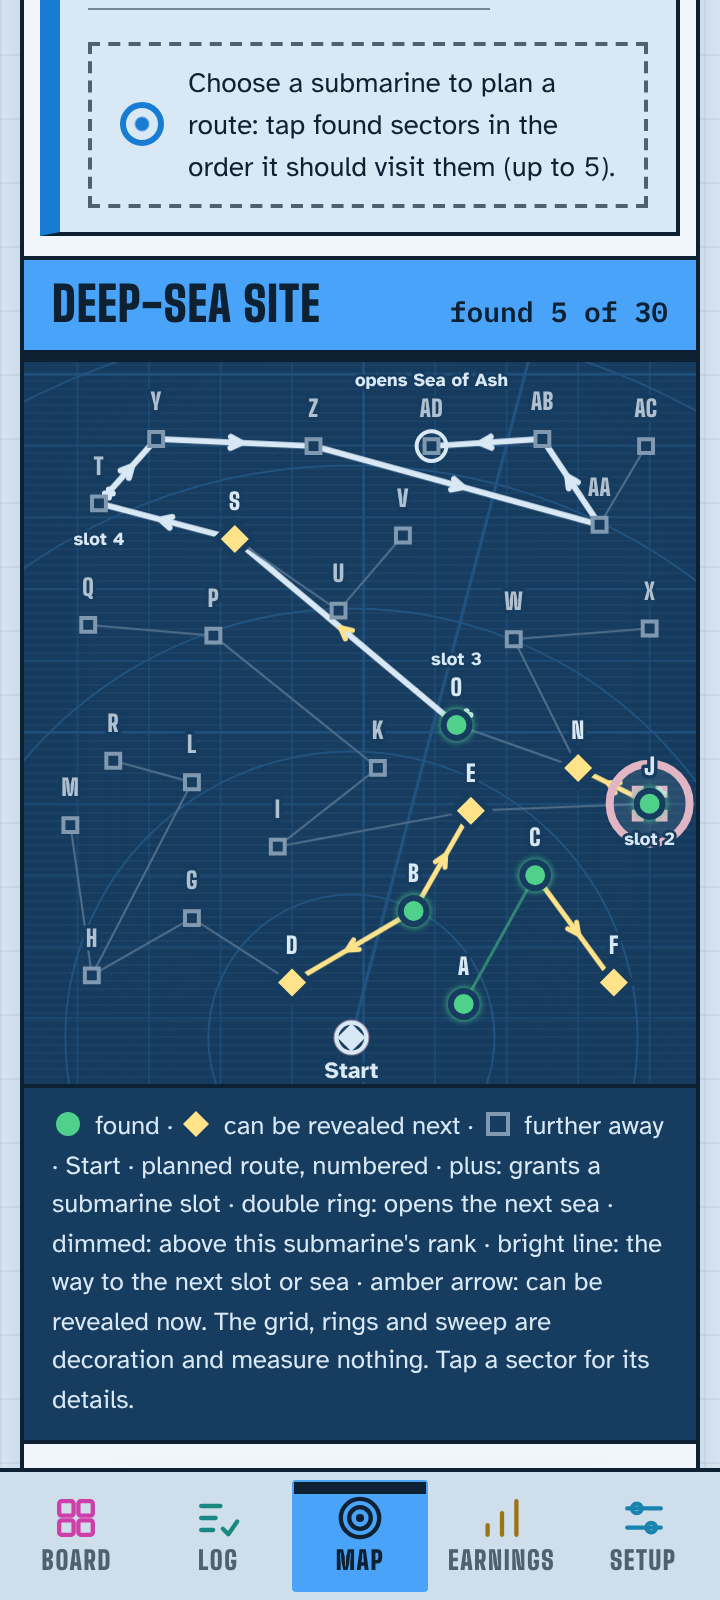 Choose a submarine to plan a
route: tap found sectors in the
order it should visit them (up to 5).
DEEP-SEA SITE
found 5 of 30
opens Sea of Ash
Y
Z
AD
AB
AC
T
S
V
AA
slot 4
Q
P
U
W
X
slot 3
O
R
L
K
N
J
M
I
E
slot 2
C
G
B
H
D
A
F
Start
found · can be revealed next · further away
· Start · planned route, numbered · plus: grants a
submarine slot · double ring: opens the next sea ·
dimmed: above this submarine's rank · bright line: the
way to the next slot or sea · amber arrow: can be
revealed now. The grid, rings and sweep are
decoration and measure nothing. Tap a sector for its
details.
BOARD
LOG
MAP
EARNINGS
SETUP